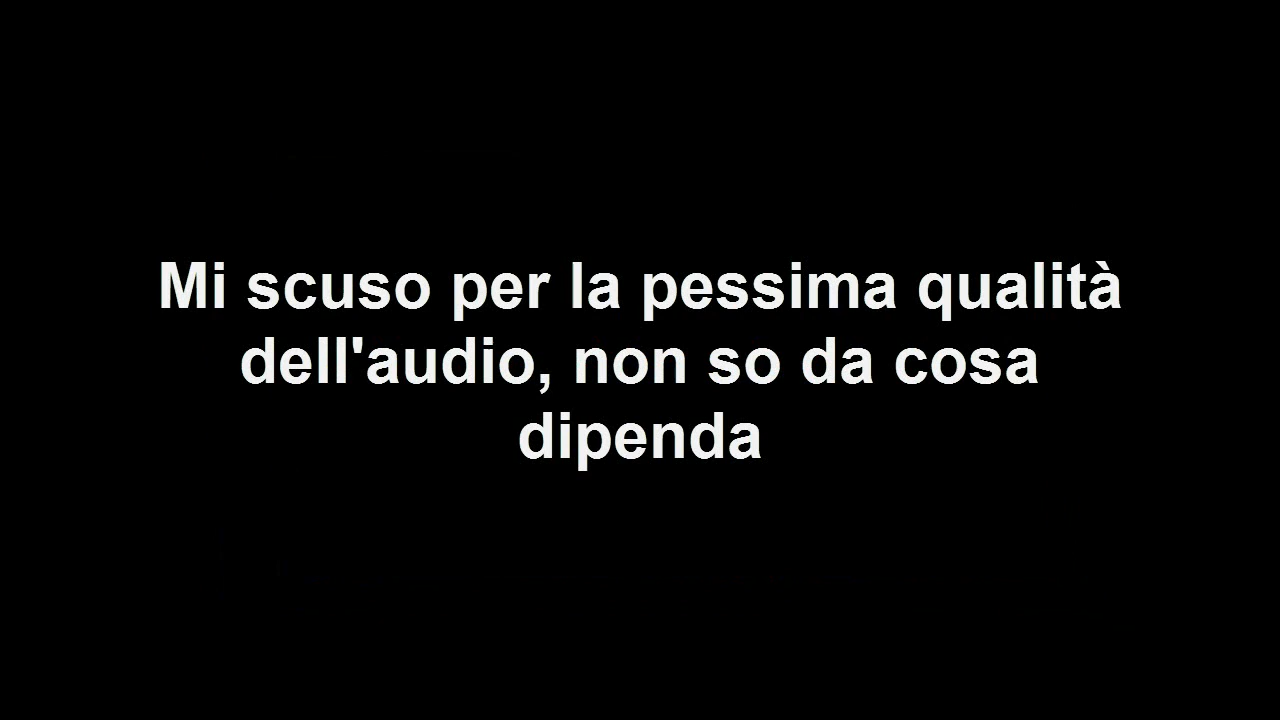 Mi scuso per la pessima qualità
dell'audio, non so da cosa
dipenda